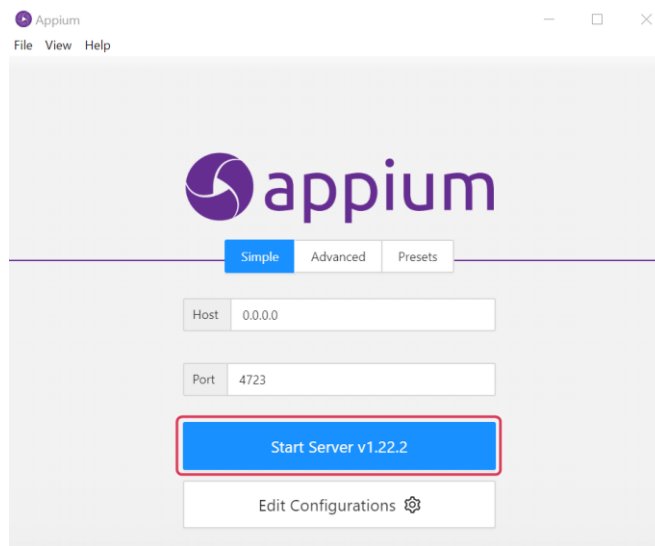 Appium
File View Help
appium
Simple Advanced Presets
Host 0.0.0.0
Port 4723
Start Server v1.22.2
Edit Configurations